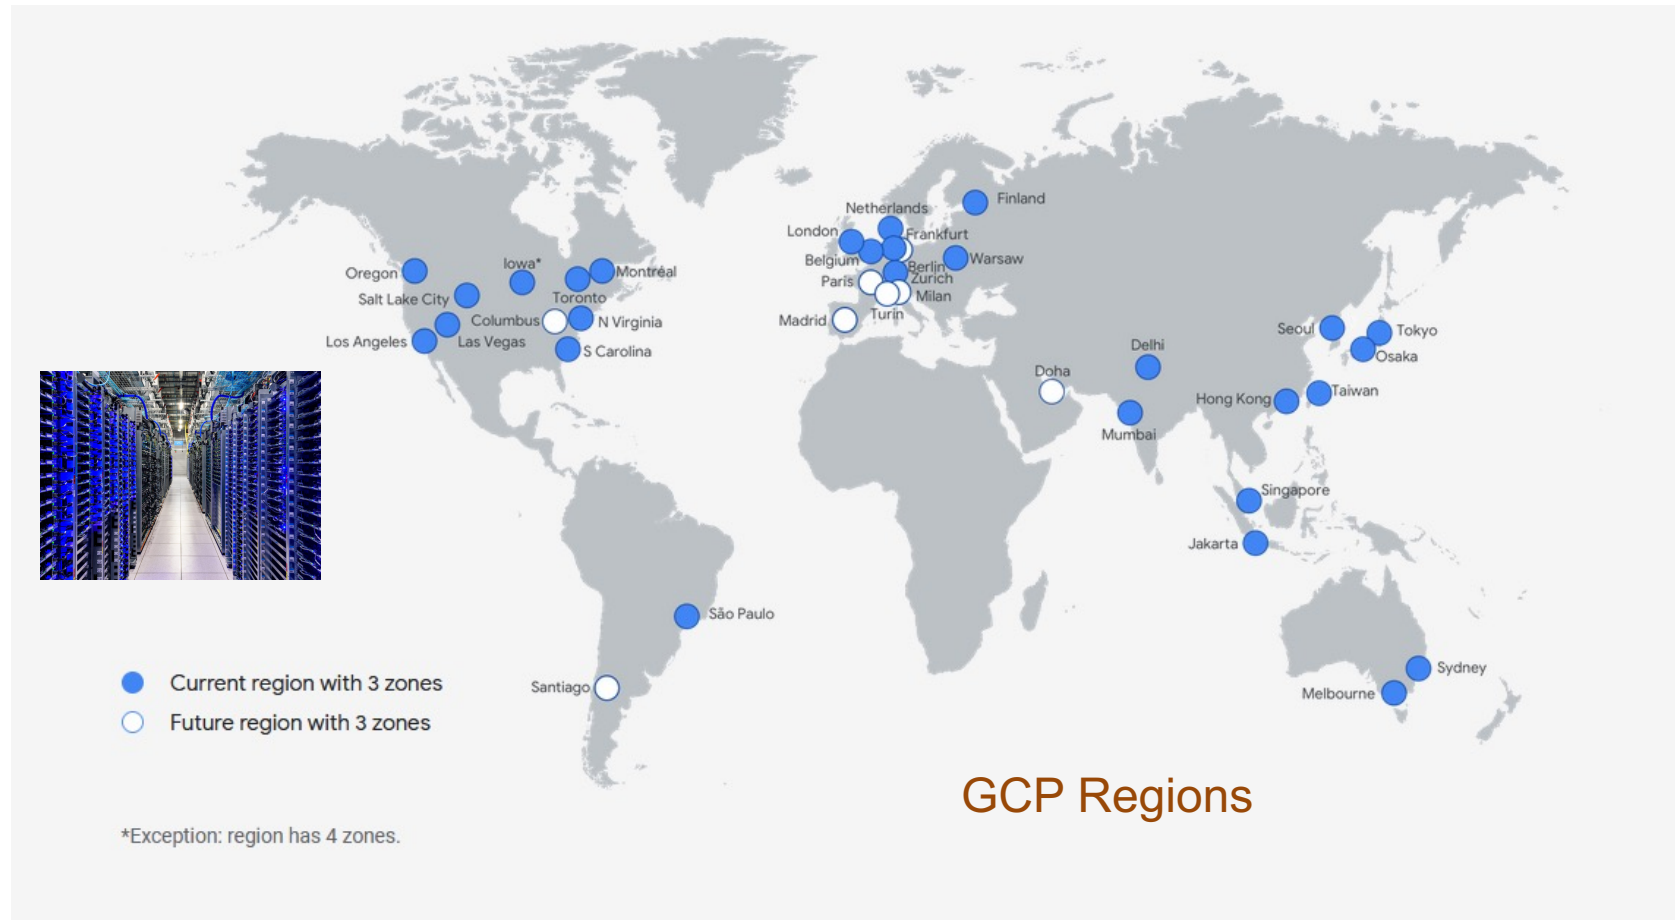 Finland
Netherlands
London
Frankfurt
Belgium
Berlin
Warsaw
Zurich
Paris
Milan
Turin
Madrid
Oregon
Iowa*
Montréal
Salt Lake City
Toronto
Columbus
N Virginia
Los Angeles
Las Vegas
S Carolina
Seoul
Tokyo
Osaka
Delhi
Doha
Taiwan
Hong Kong
Mumbai
Singapore
Jakarta
São Paulo
Santiago
Sydney
Melbourne
Current region with 3 zones
Future region with 3 zones
GCP Regions
*Exception: region has 4 zones.